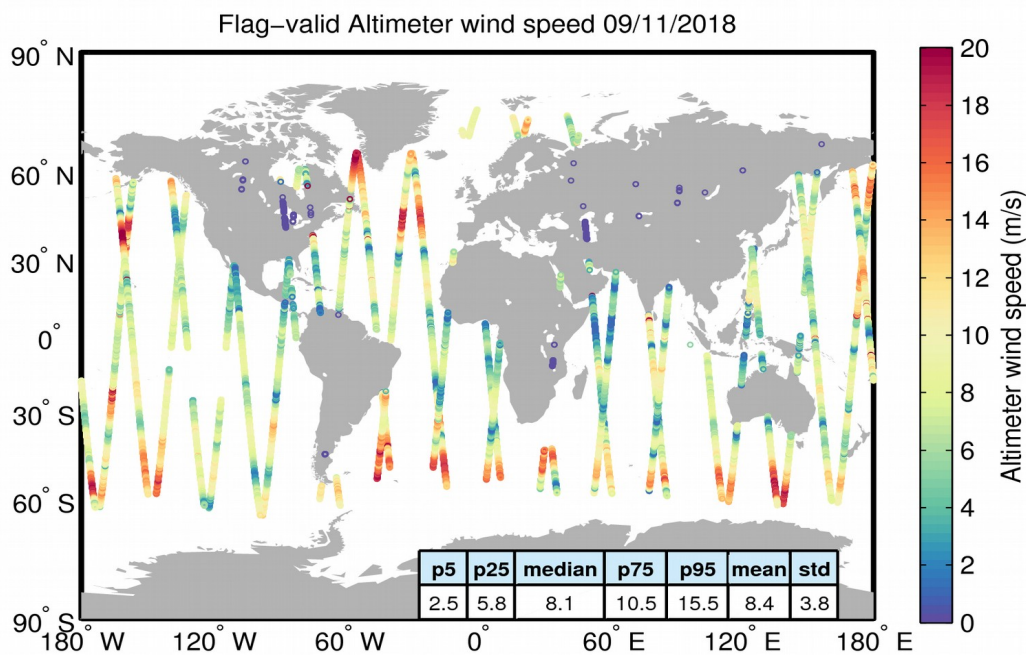 Flag-valid Altimeter wind speed 09/11/2018
90° N
60° N
30° N
0°
30° S
60° S
90° S
180° W
120° W
60° W
0°
60° E
120° E
180° E
p5 p25 median p75 p95 mean std
2.5 5.8 8.1 10.5 15.5 8.4 3.8
20
18
16
14
12
10
8
6
4
2
0
Altimeter wind speed (m/s)